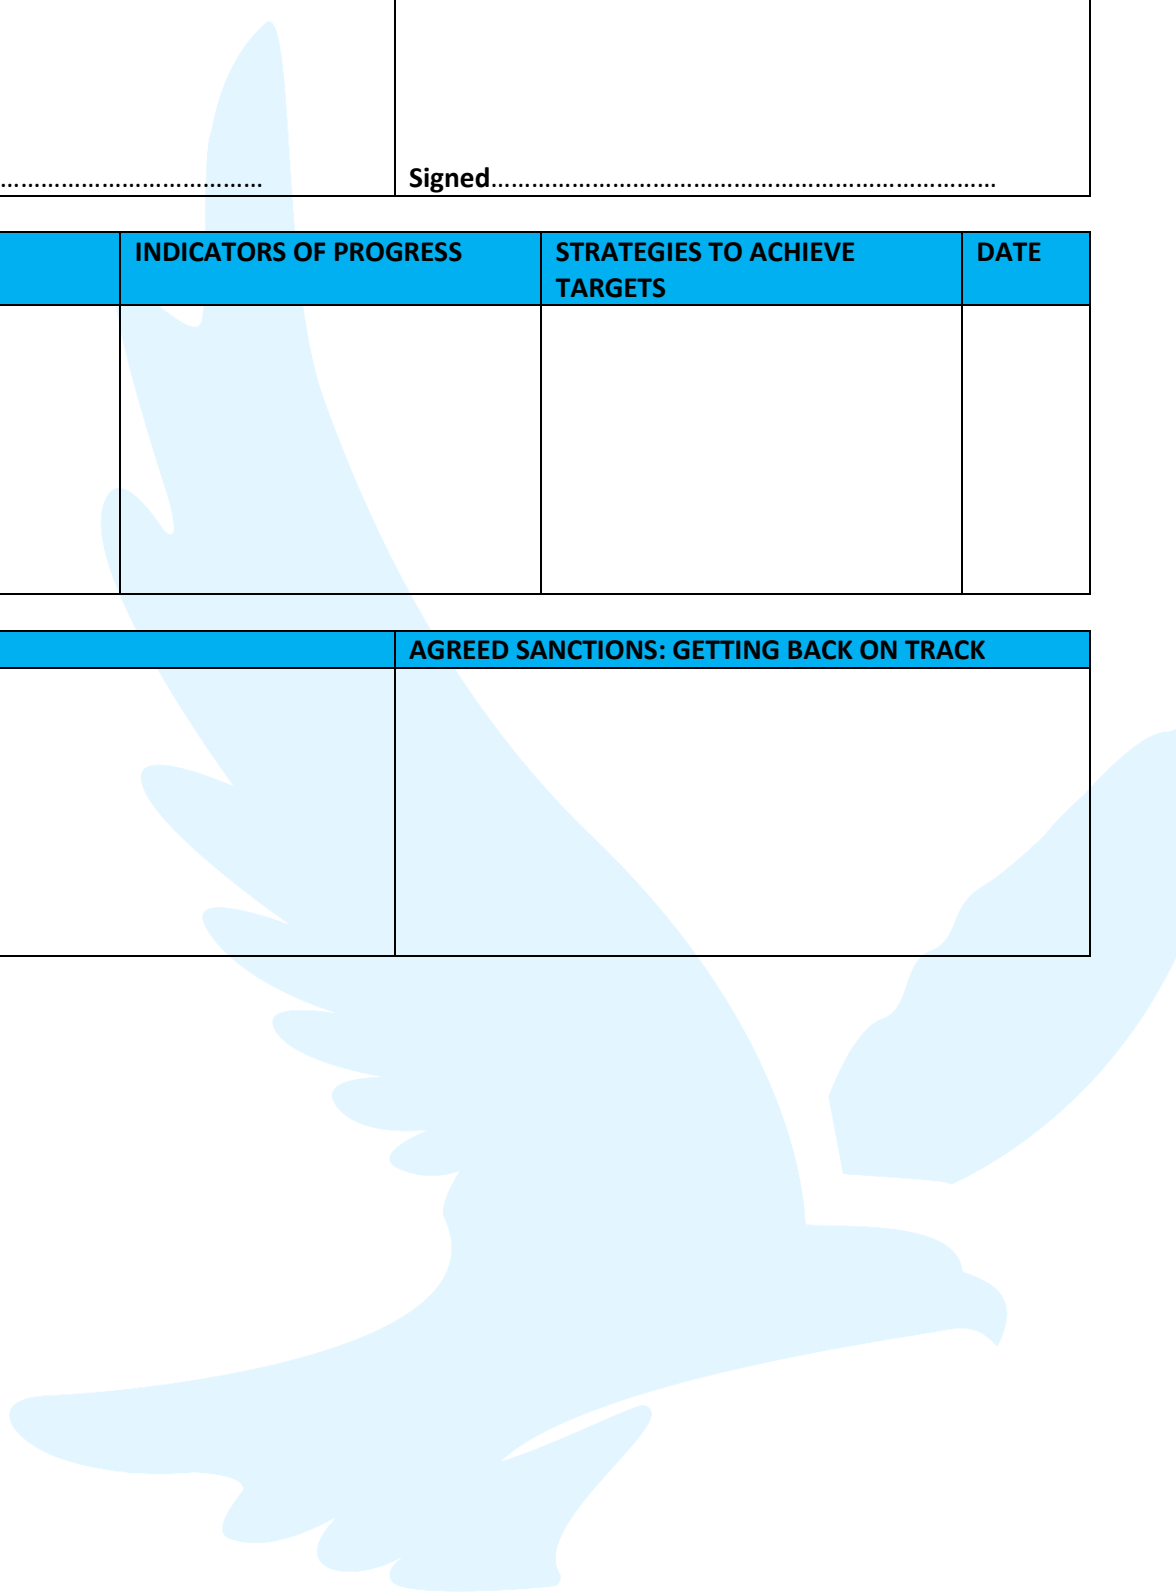 ……………………………………
Signed…………………………………………………………………
INDICATORS OF PROGRESS
STRATEGIES TO ACHIEVE
TARGETS
DATE
AGREED SANCTIONS: GETTING BACK ON TRACK